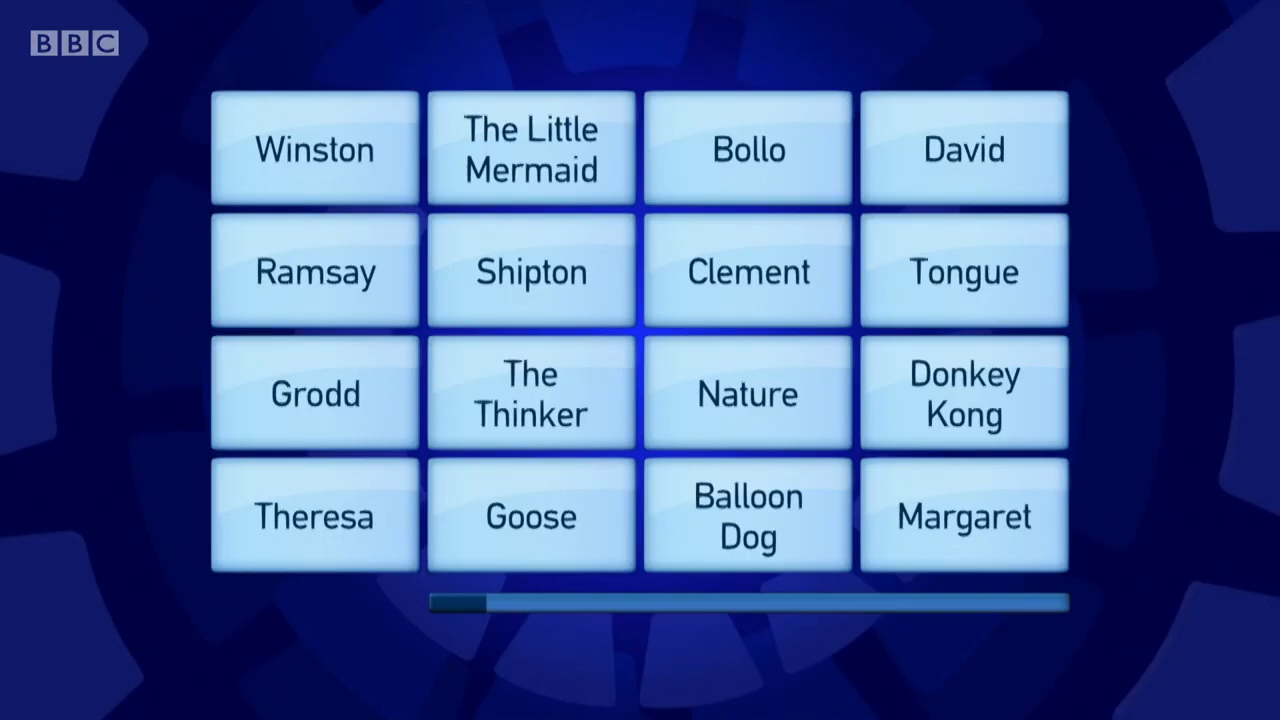 BBC
Winston
The Little
Mermaid
Bollo
David
Ramsay
Shipton
Clement
Tongue
Grodd
The
Thinker
Nature
Donkey
Kong
Theresa
Goose
Balloon
Dog
Margaret